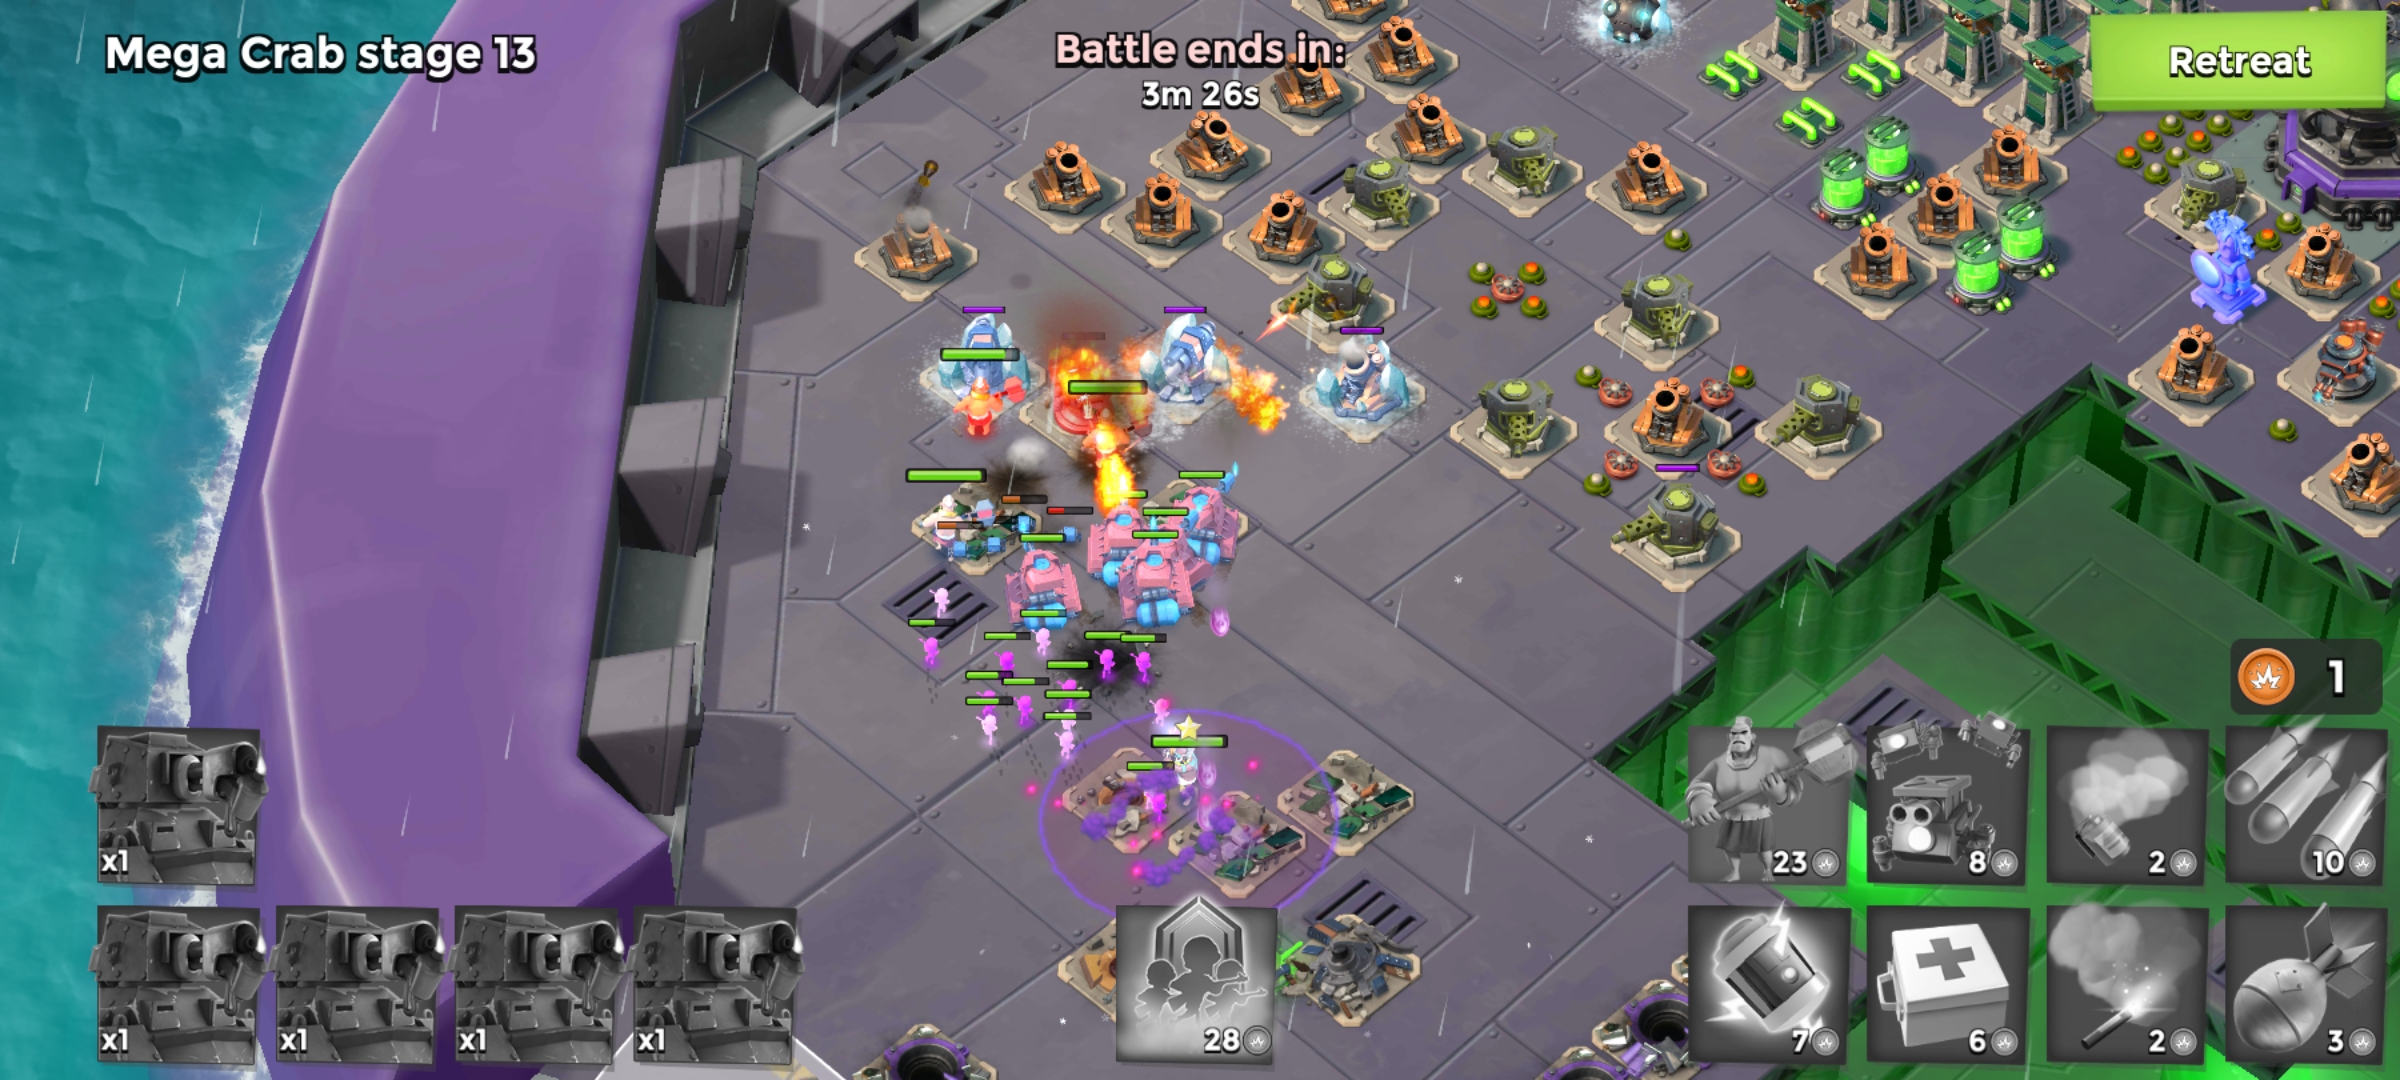 Mega Crab stage 13
Battle ends in:
3m 26s
Retreat
1
x1
23
8
2
10
x1
x1
x1
x1
28
7
6
2
3